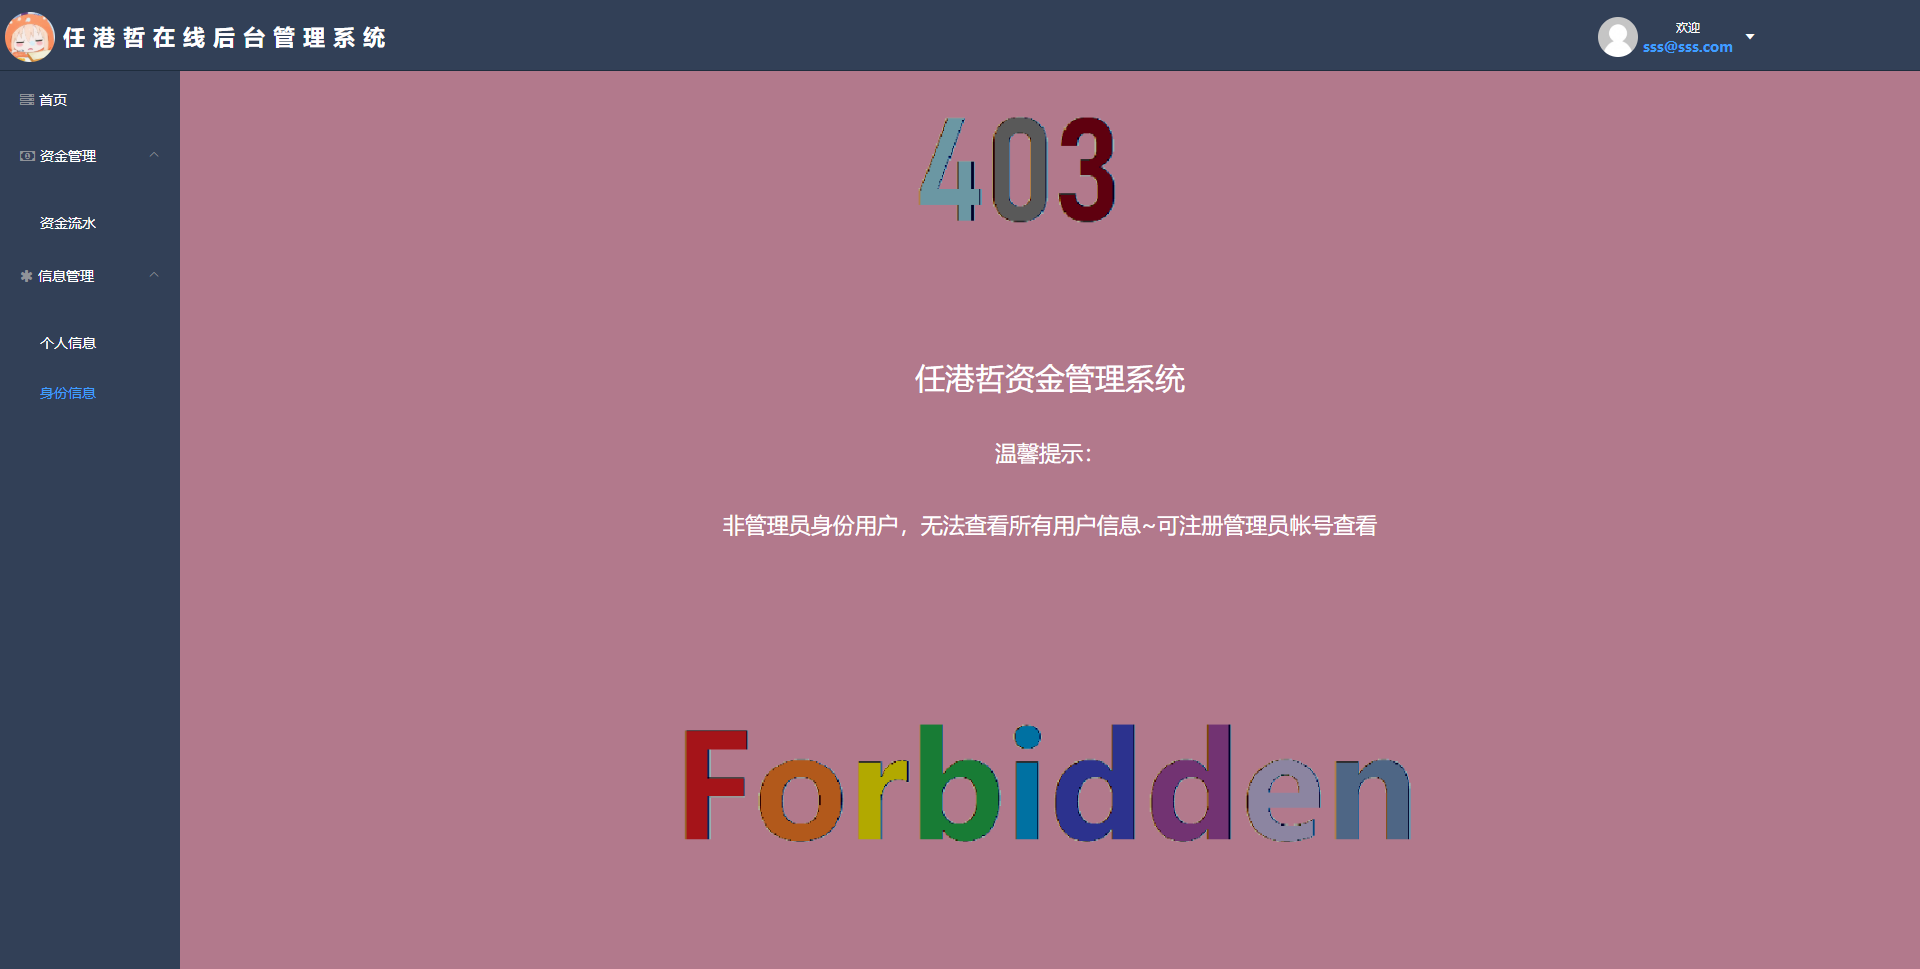 任港哲在线后台管理系统
欢迎
sss@sss.com
首页
资金管理
资金流水
信息管理
个人信息
身份信息
403
任港哲资金管理系统
温馨提示：
非管理员身份用户，无法查看所有用户信息~可注册管理员帐号查看
Forbidden